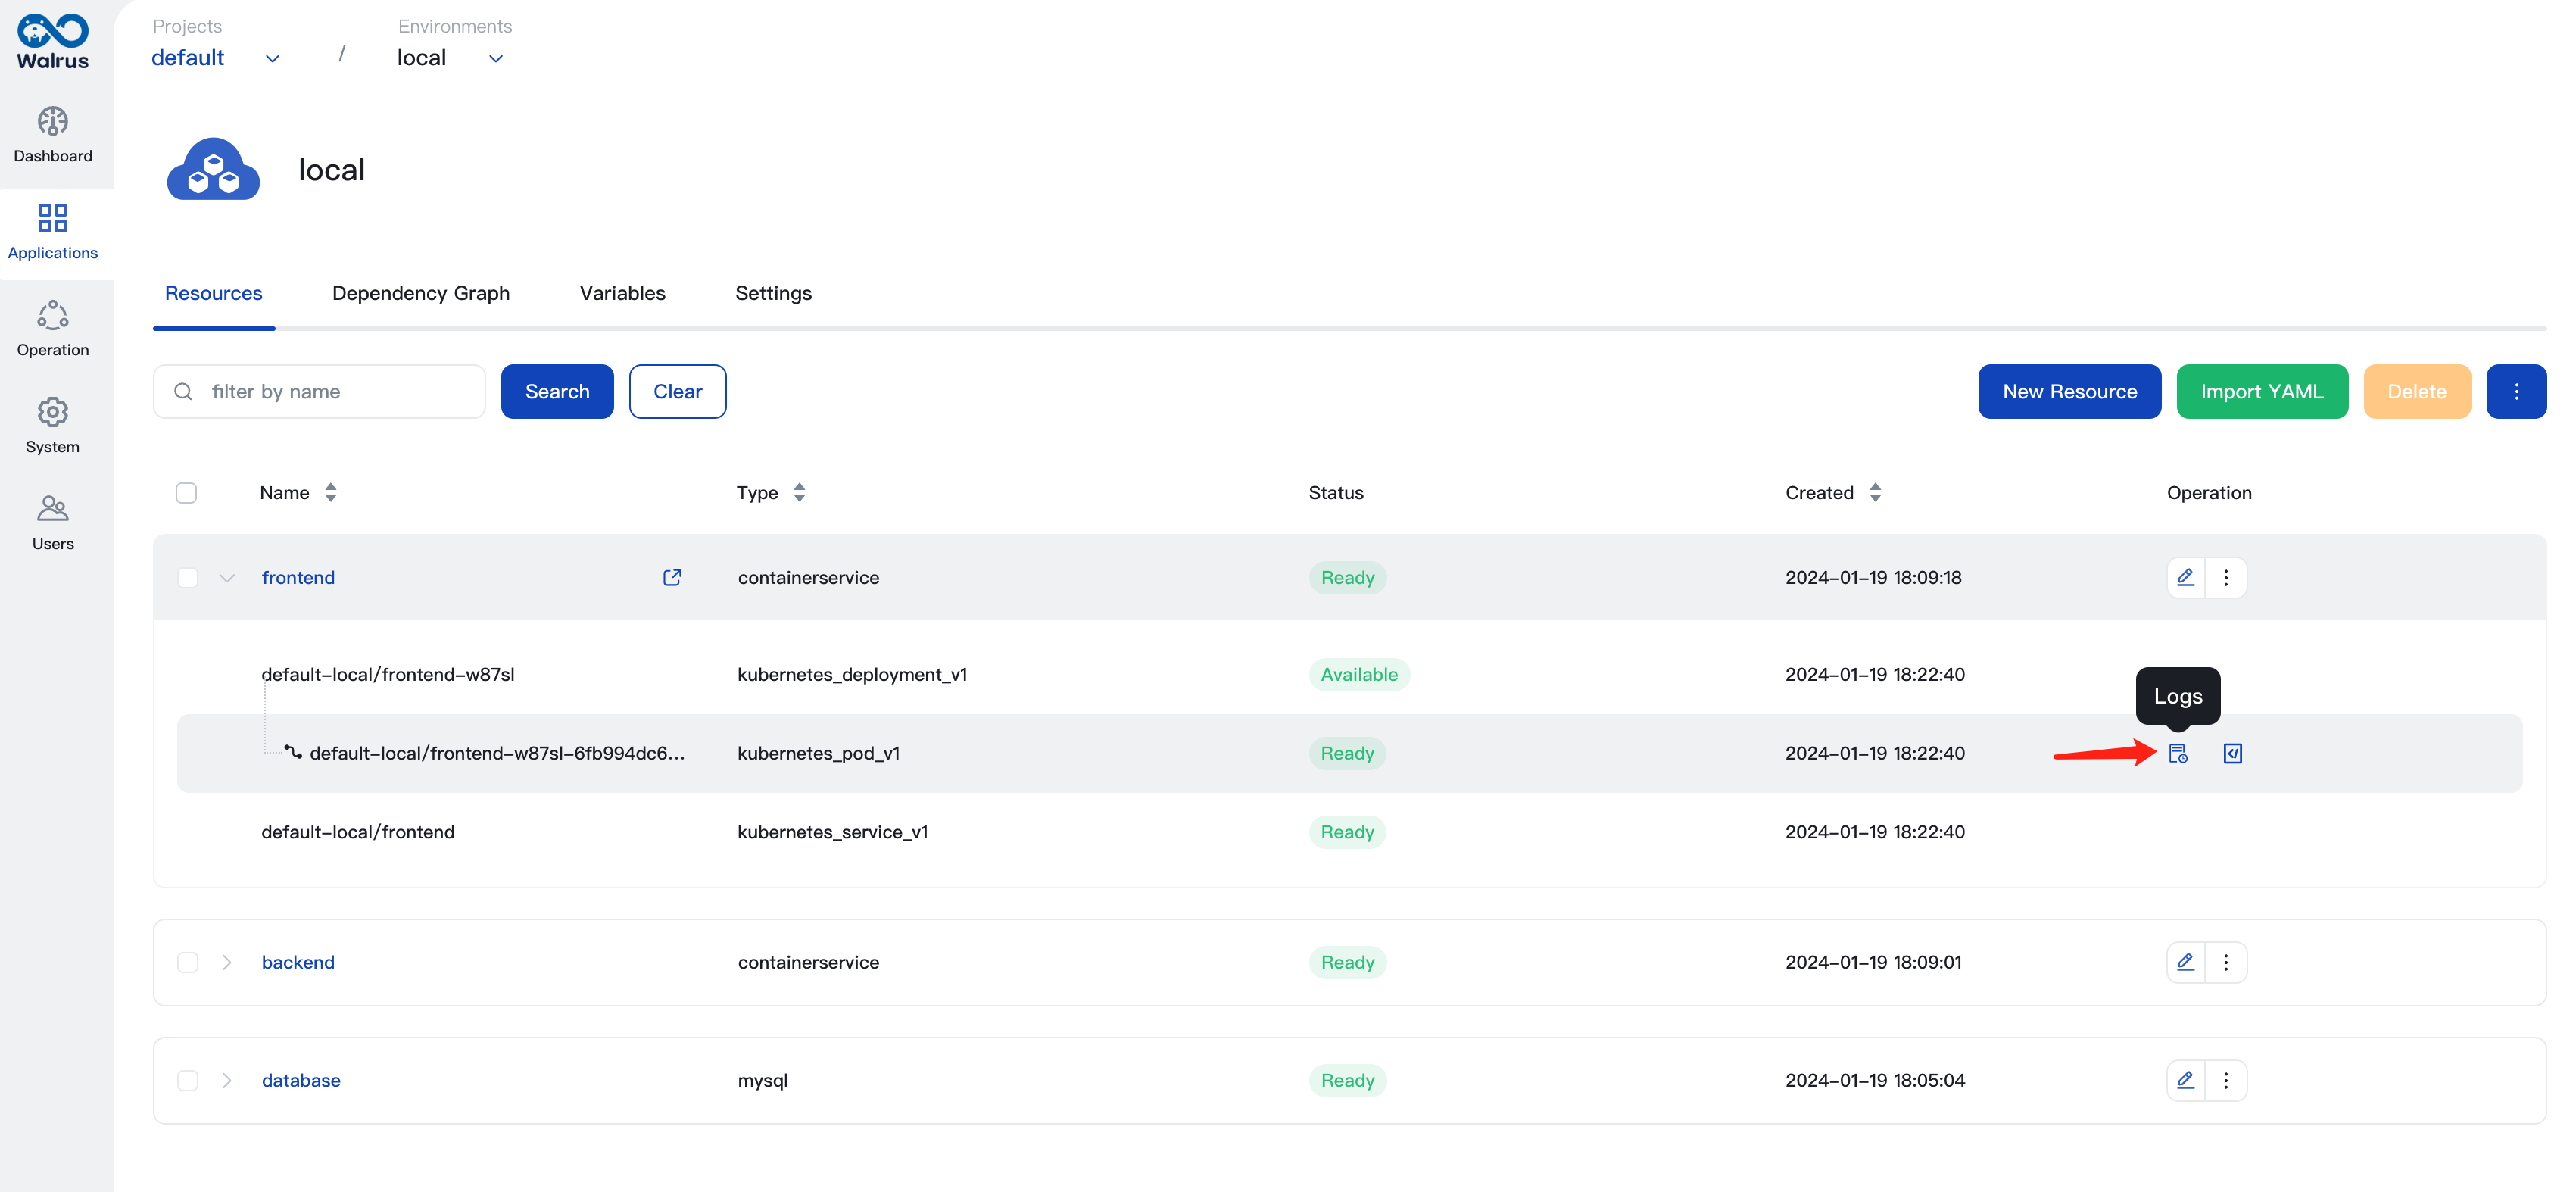 Walrus
Dashboard
Applications
Operation
System
Users
Projects
default
/
Environments
local
local
Resources Dependency Graph Variables Settings
filter by name Search Clear New Resource Import YAML Delete
Name Type Status Created Operation
frontend containerservice Ready 2024-01-19 18:09:18
default-local/frontend-w87sl kubernetes_deployment_v1 Available 2024-01-19 18:22:40
Logs
default-local/frontend-w87sl-6fb994dc6... kubernetes_pod_v1 Ready 2024-01-19 18:22:40
default-local/frontend kubernetes_service_v1 Ready 2024-01-19 18:22:40
backend containerservice Ready 2024-01-19 18:09:01
database mysql Ready 2024-01-19 18:05:04